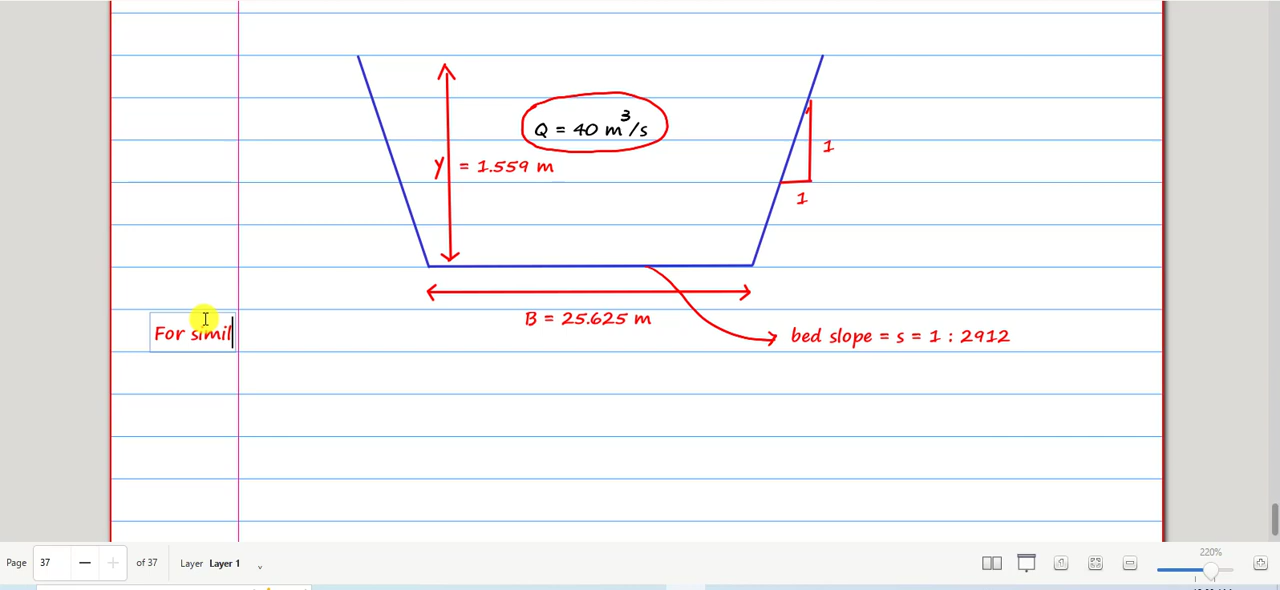 Q = 40 m³/s
y = 1.559 m
1
1
B = 25.625 m
For simil
bed slope = s = 1 : 2912
Page 37 of 37 Layer Layer 1 220%